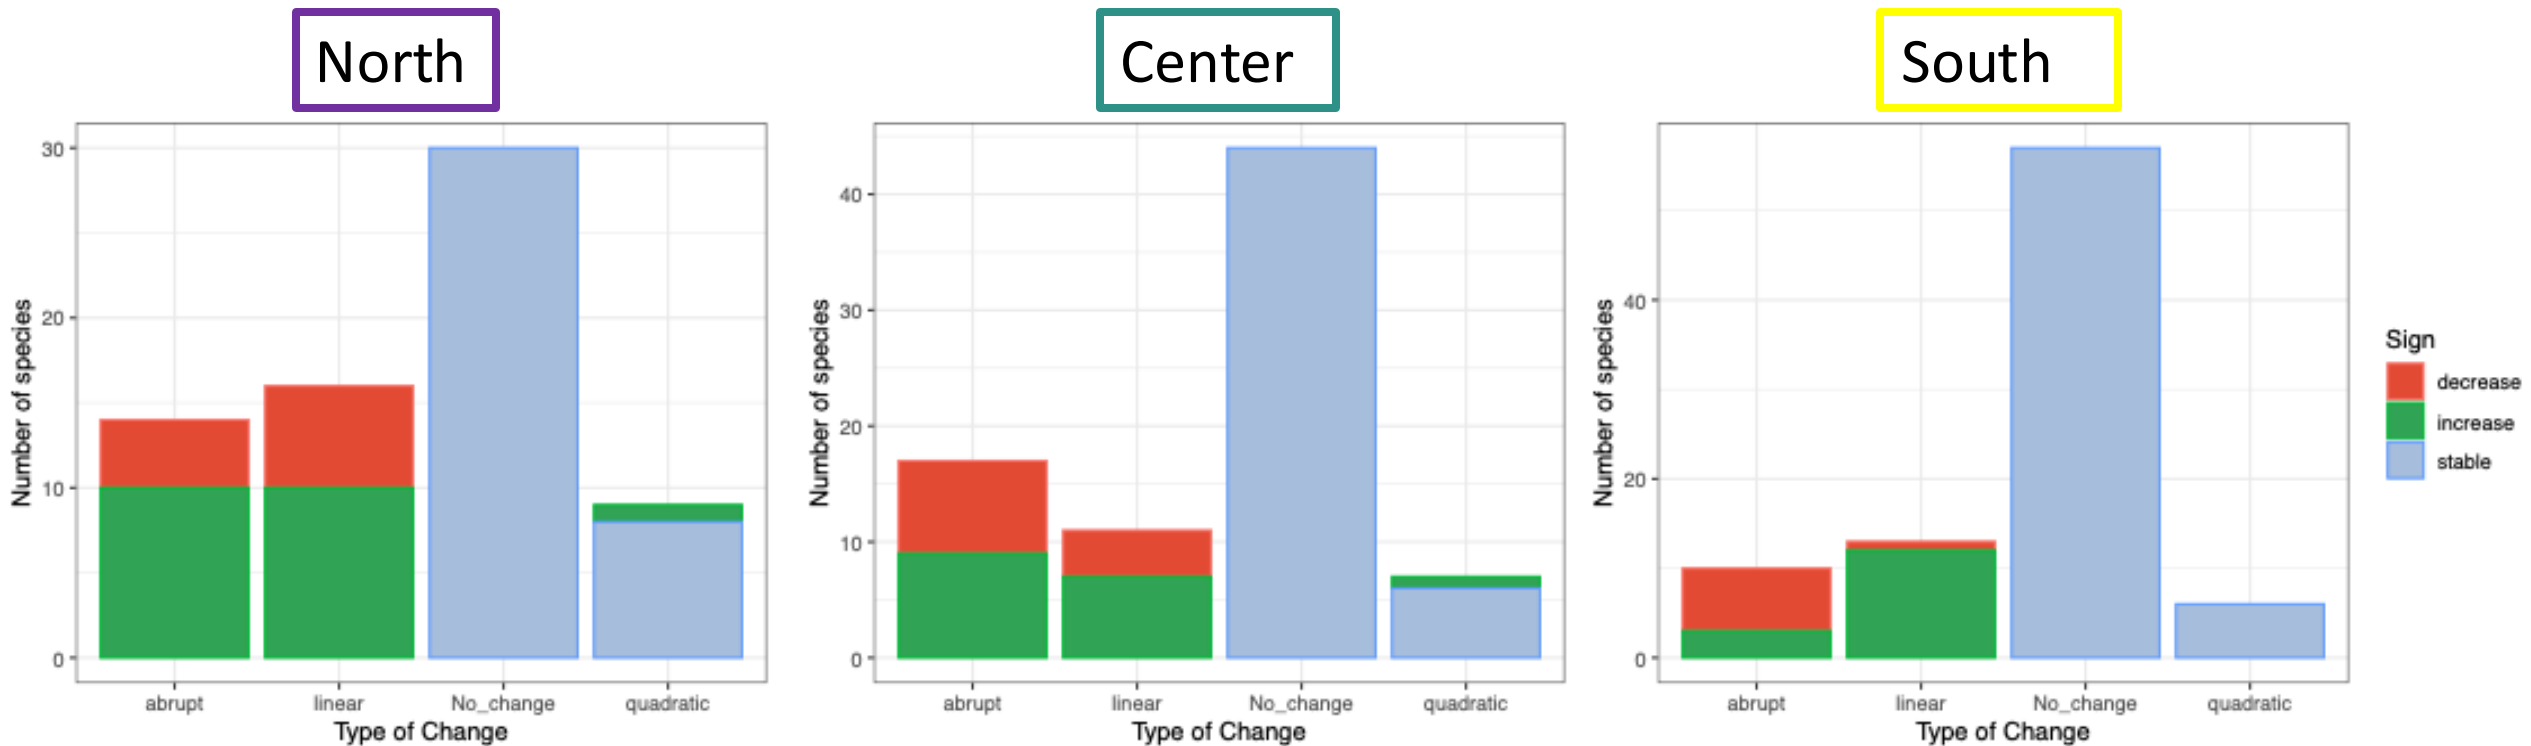 North
Center
South
30
20
10
0
Number of species
abrupt linear No_change quadratic
Type of Change
40
30
20
10
0
Number of species
abrupt linear No_change quadratic
Type of Change
40
20
0
Number of species
abrupt linear No_change quadratic
Type of Change
Sign
decrease
increase
stable